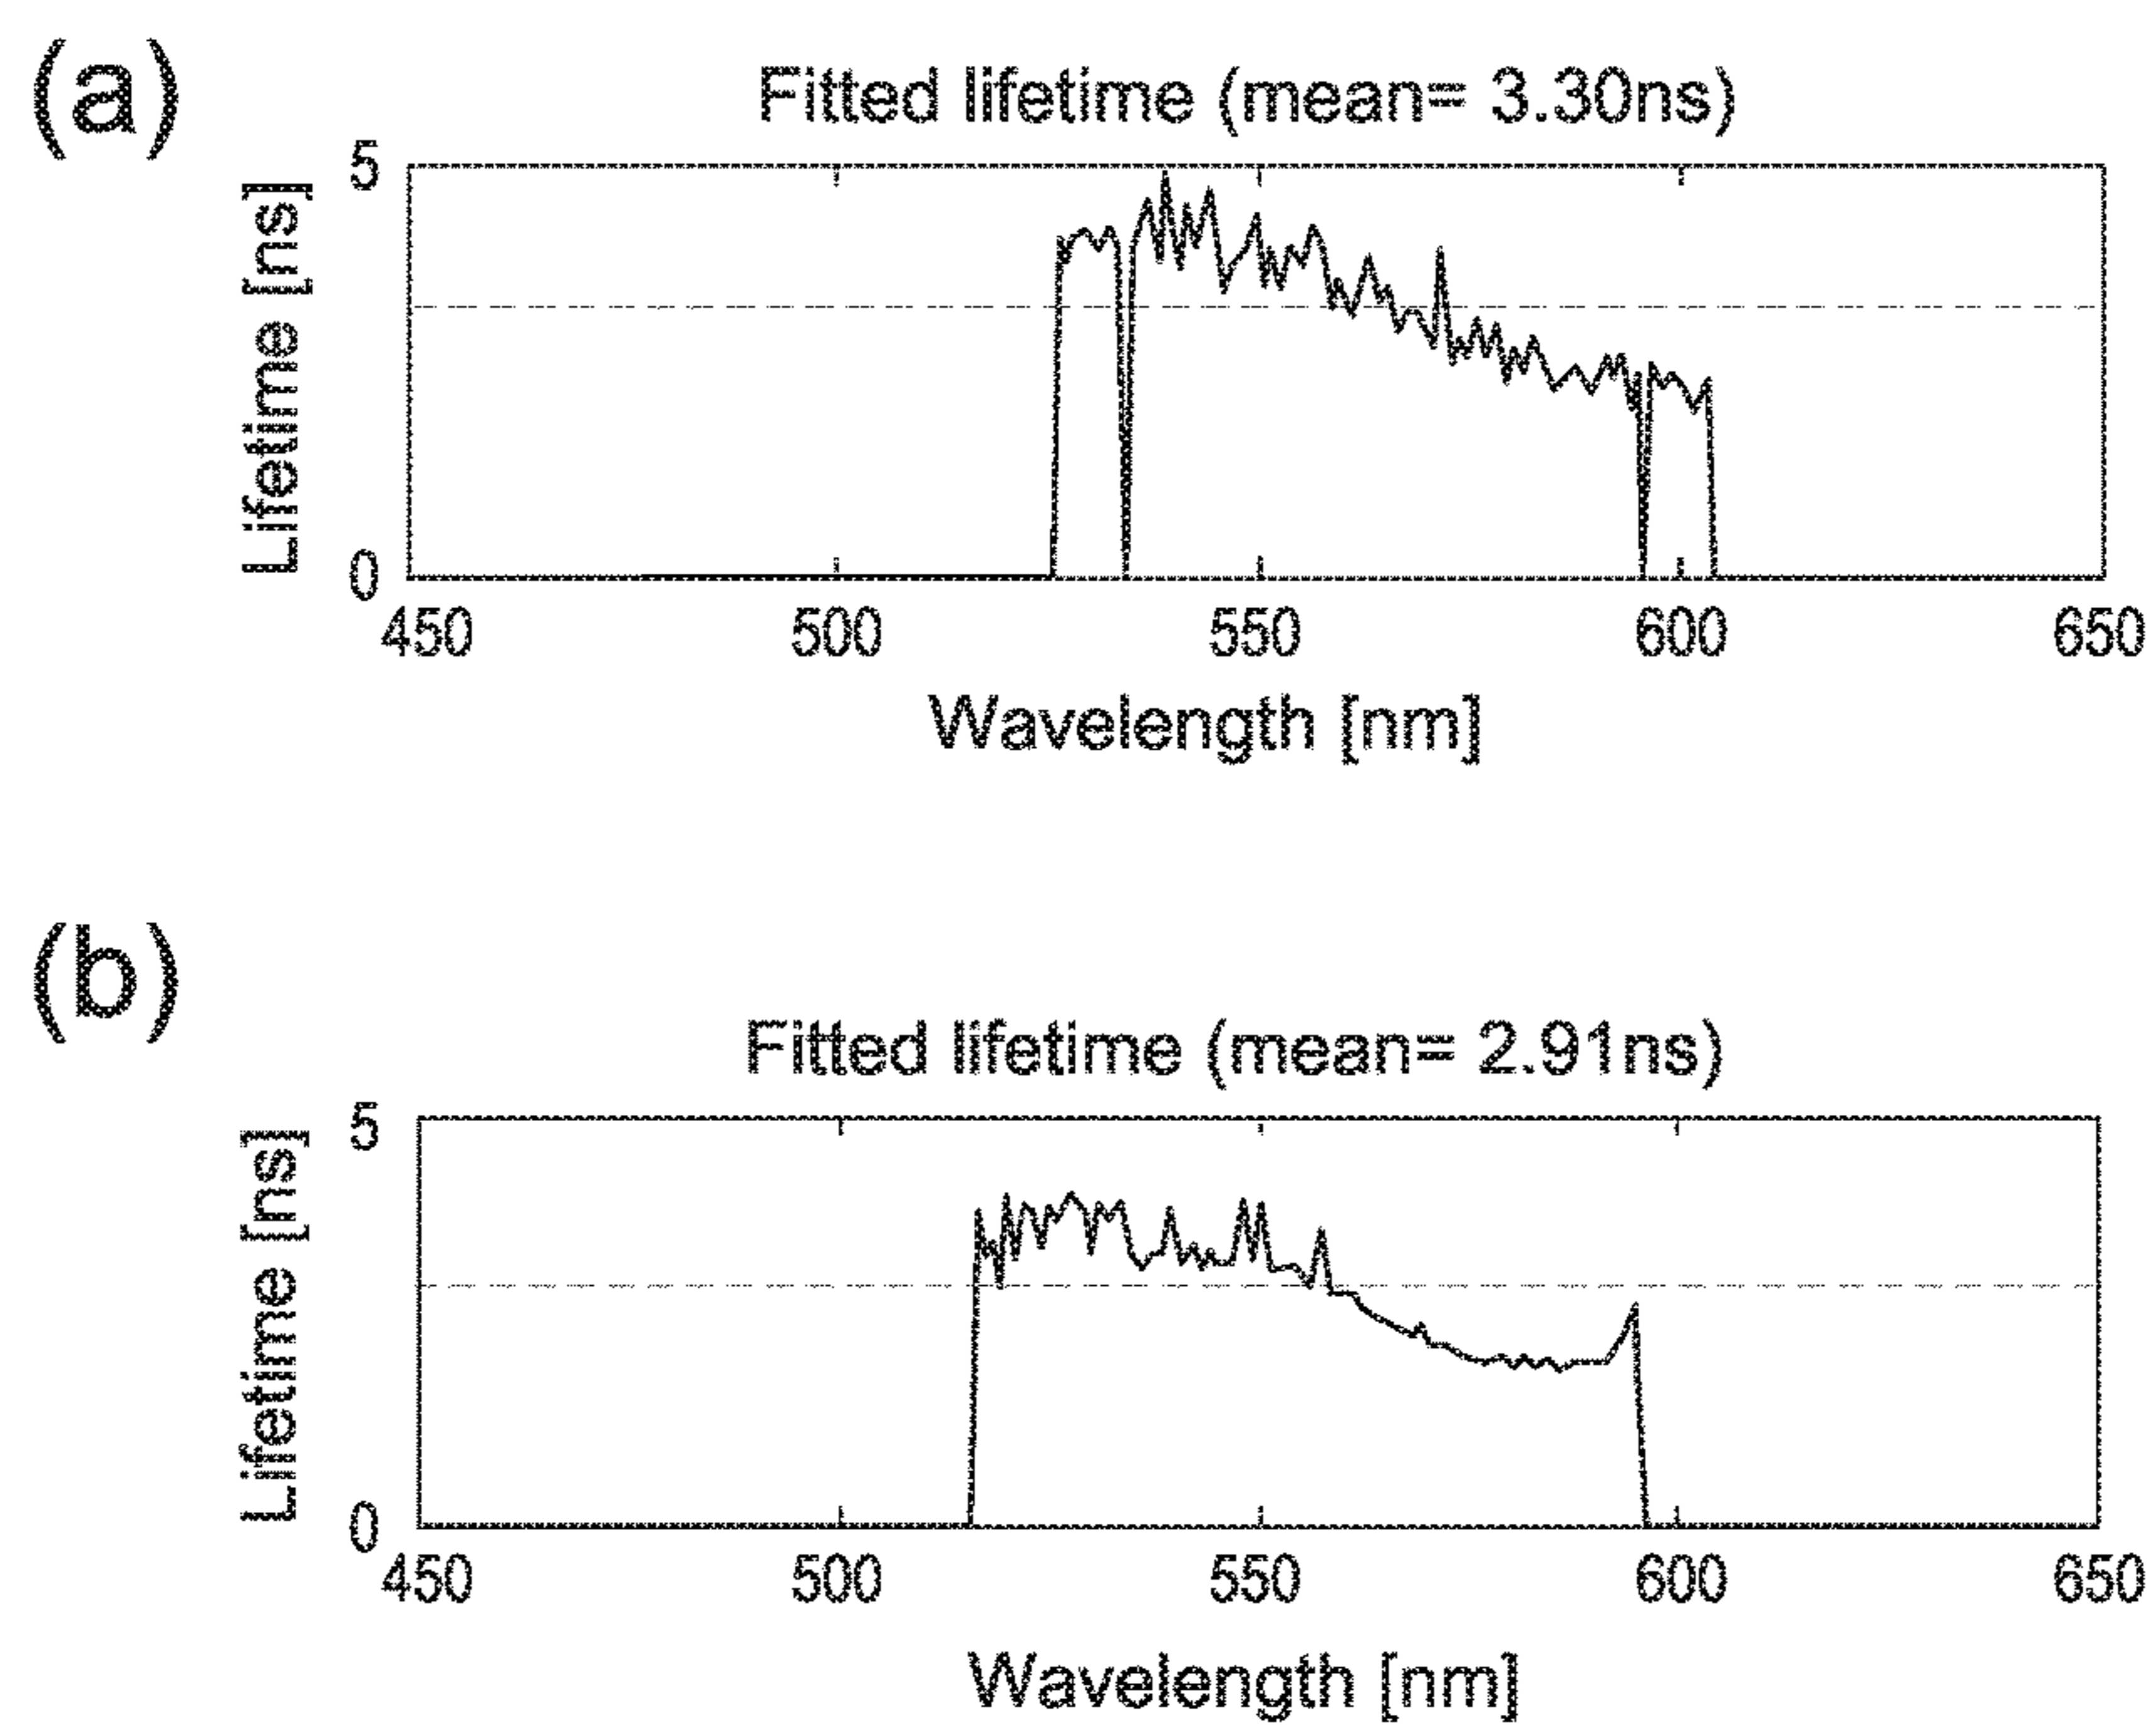 (a)
Fitted lifetime (mean= 3.30ns)
Lifetime [ns]
5
0
450 500 550 600 650
Wavelength [nm]
(b)
Fitted lifetime (mean= 2.91ns)
Lifetime [ns]
5
0
450 500 550 600 650
Wavelength [nm]